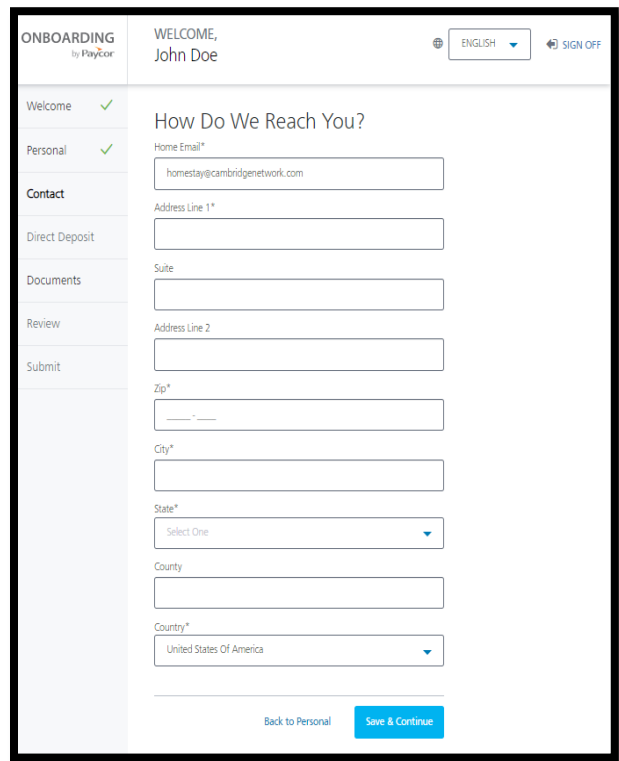 ONBOARDING
by Paycor
WELCOME,
John Doe
ENGLISH
SIGN OFF
Welcome
Personal
Contact
Direct Deposit
Documents
Review
Submit
How Do We Reach You?
Home Email*
homestay@cambridgenetwork.com
Address Line 1*
Suite
Address Line 2
Zip*
_____-____
City*
State*
Select One
County
Country*
United States Of America
Back to Personal
Save & Continue